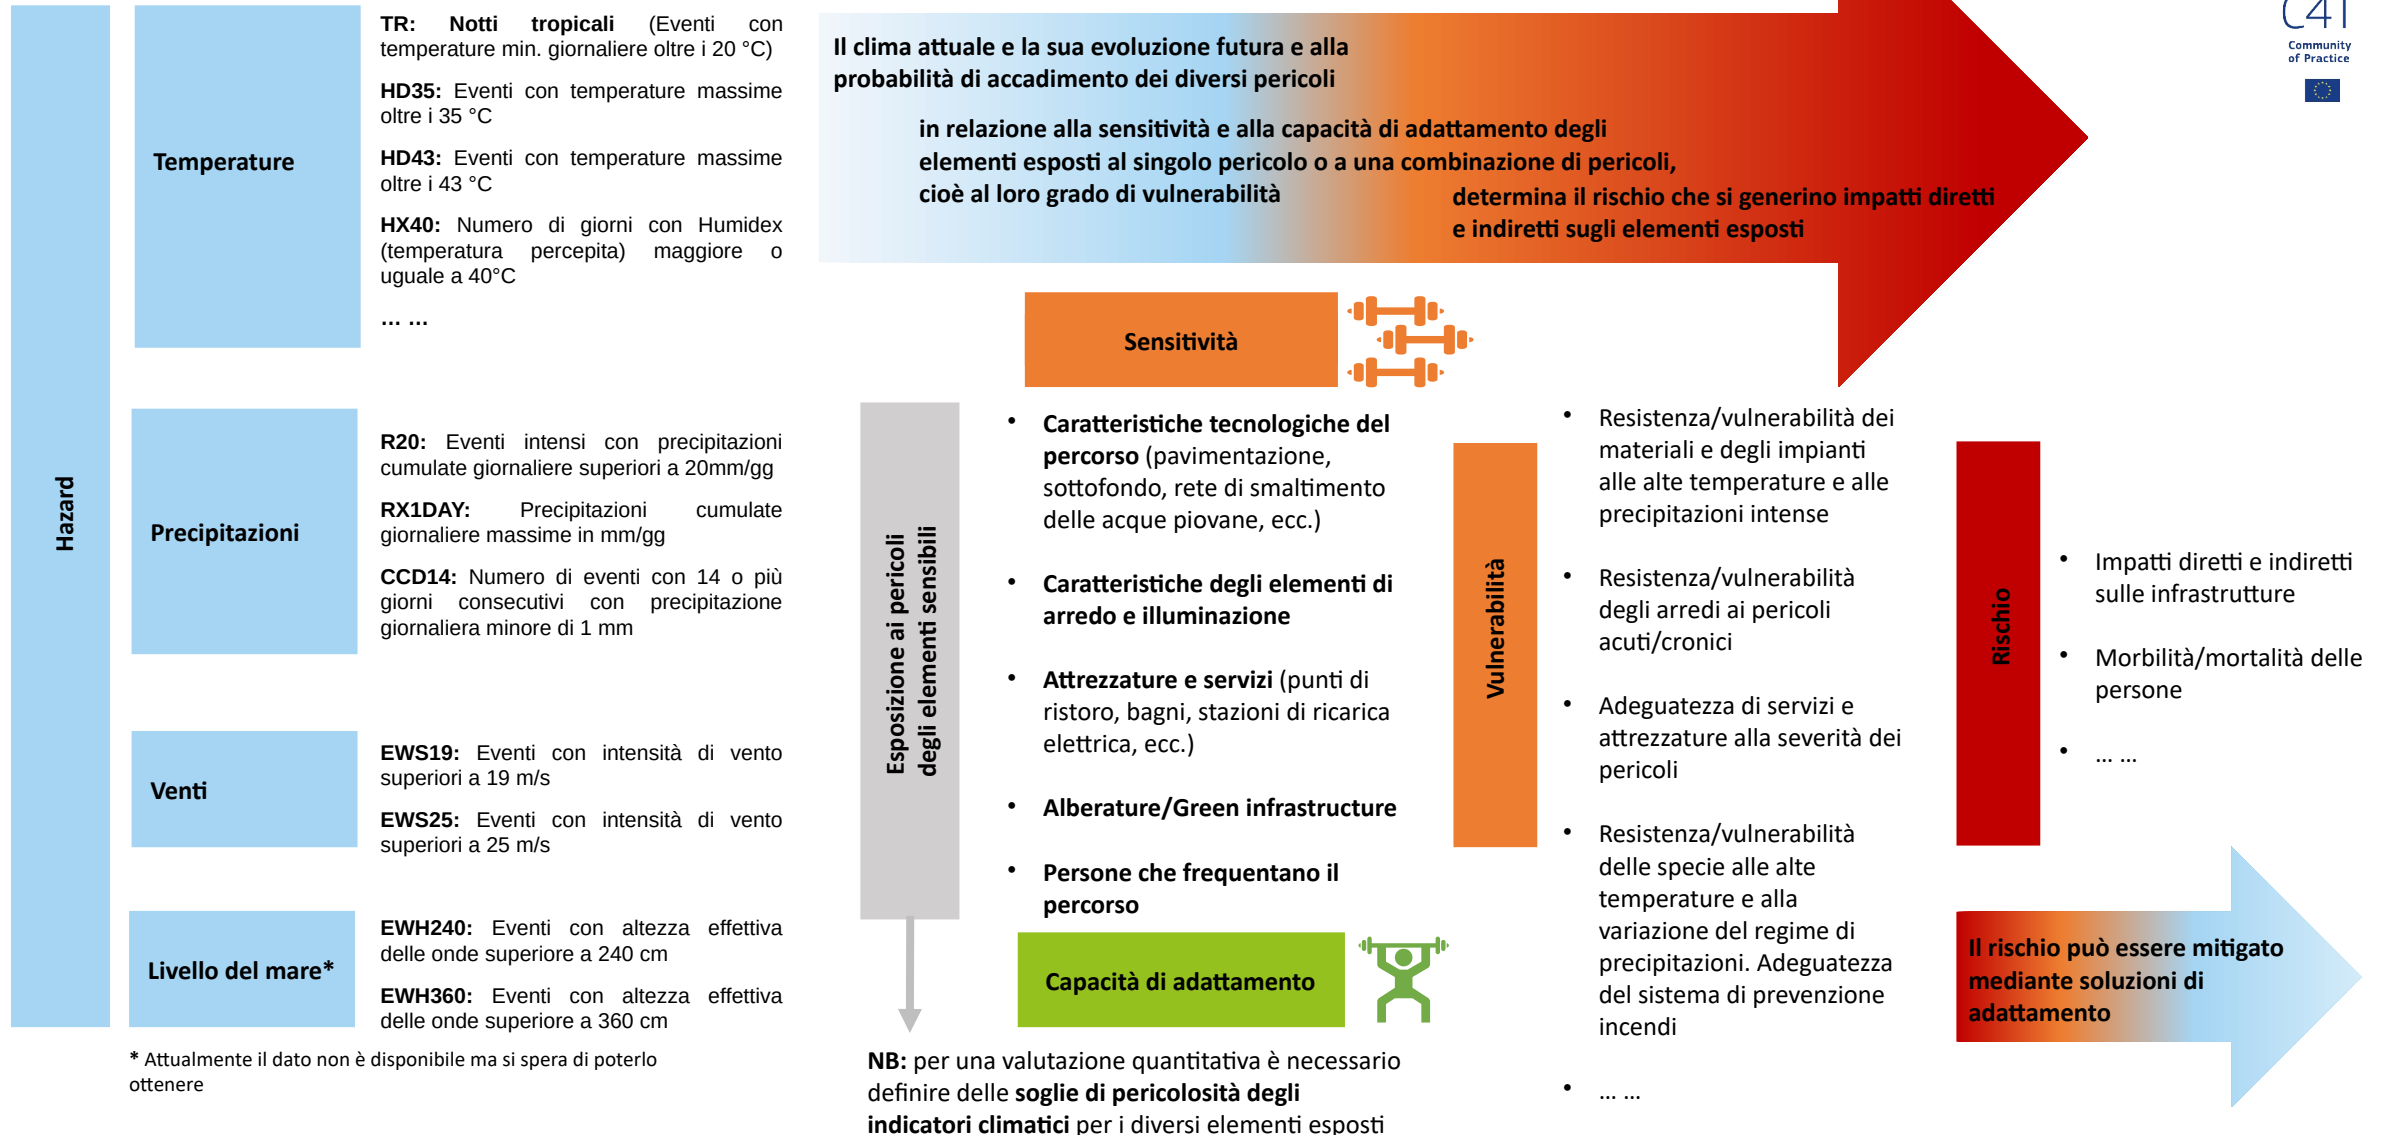 Hazard
Temperature
TR: Notti tropicali (Eventi con
temperature min. giornaliere oltre i 20 °C)
HD35: Eventi con temperature massime
oltre i 35 °C
HD43: Eventi con temperature massime
oltre i 43 °C
HX40: Numero di giorni con Humidex
(temperatura percepita) maggiore o
uguale a 40°C
... ...
Precipitazioni
R20: Eventi intensi con precipitazioni
cumulate giornaliere superiori a 20mm/gg
RX1DAY: Precipitazioni cumulate
giornaliere massime in mm/gg
CCD14: Numero di eventi con 14 o più
giorni consecutivi con precipitazione
giornaliera minore di 1 mm
Venti
EWS19: Eventi con intensità di vento
superiori a 19 m/s
EWS25: Eventi con intensità di vento
superiori a 25 m/s
Livello del mare*
EWH240: Eventi con altezza effettiva
delle onde superiore a 240 cm
EWH360: Eventi con altezza effettiva
delle onde superiore a 360 cm
* Attualmente il dato non è disponibile ma si spera di poterlo
ottenere
Il clima attuale e la sua evoluzione futura e alla
probabilità di accadimento dei diversi pericoli
in relazione alla sensitività e alla capacità di adattamento degli
elementi esposti al singolo pericolo o a una combinazione di pericoli,
cioè al loro grado di vulnerabilità
determina il rischio che si generino impatti diretti
e indiretti sugli elementi esposti
C4I
Community
of Practice
Sensitività
Esposizione ai pericoli
degli elementi sensibili
• Caratteristiche tecnologiche del
percorso (pavimentazione,
sottofondo, rete di smaltimento
delle acque piovane, ecc.)
• Caratteristiche degli elementi di
arredo e illuminazione
• Attrezzature e servizi (punti di
ristoro, bagni, stazioni di ricarica
elettrica, ecc.)
• Alberature/Green infrastructure
• Persone che frequentano il
percorso
Capacità di adattamento
NB: per una valutazione quantitativa è necessario
definire delle soglie di pericolosità degli
indicatori climatici per i diversi elementi esposti
Vulnerabilità
• Resistenza/vulnerabilità dei
materiali e degli impianti
alle alte temperature e alle
precipitazioni intense
• Resistenza/vulnerabilità
degli arredi ai pericoli
acuti/cronici
• Adeguatezza di servizi e
attrezzature alla severità dei
pericoli
• Resistenza/vulnerabilità
delle specie alle alte
temperature e alla
variazione del regime di
precipitazioni. Adeguatezza
del sistema di prevenzione
incendi
• ... ...
Rischio
• Impatti diretti e indiretti
sulle infrastrutture
• Morbilità/mortalità delle
persone
• ... ...
Il rischio può essere mitigato
mediante soluzioni di
adattamento